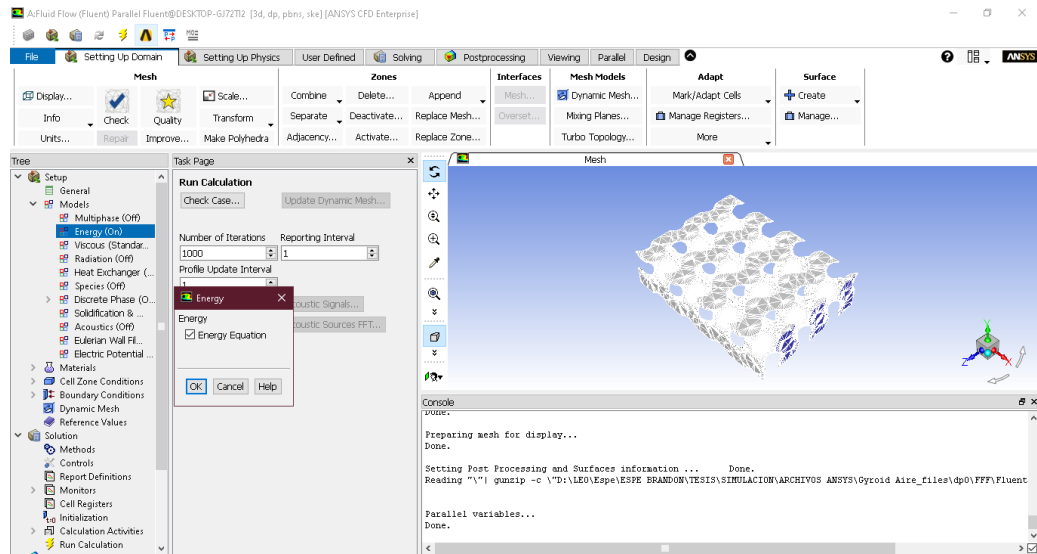 A:Fluid Flow (Fluent) Parallel Fluent@DESKTOP-GJ72TI2 [3d, dp, pbns, ske] [ANSYS CFD Enterprise]
File Setting Up Domain Setting Up Physics User Defined Solving Postprocessing Viewing Parallel Design ANSYS
Mesh Zones Interfaces Mesh Models Adapt Surface
Display... Scale... Combine Delete... Append Mesh... Dynamic Mesh... Mark/Adapt Cells Create
Info Check Quality Transform Separate Deactivate... Replace Mesh... Overset... Mixing Planes... Manage Registers... Manage...
Units... Repair Improve... Make Polyhedra Adjacency... Activate... Replace Zone... Turbo Topology... More
Tree
Setup
General
Models
Multiphase (Off)
Energy (On)
Viscous (Standar...
Radiation (Off)
Heat Exchanger (...
Species (Off)
Discrete Phase (O...
Solidification & ...
Acoustics (Off)
Eulerian Wall Fil...
Electric Potential ...
Materials
Cell Zone Conditions
Boundary Conditions
Dynamic Mesh
Reference Values
Solution
Methods
Controls
Report Definitions
Monitors
Cell Registers
t=0 Initialization
Calculation Activities
Run Calculation
Task Page
Run Calculation
Check Case... Update Dynamic Mesh...
Number of Iterations Reporting Interval
1000 1
Profile Update Interval
1
coustic Signals...
coustic Sources FFT...
Energy
Energy
Energy Equation
OK Cancel Help
Mesh
Y
Z X
Console
Done.
Preparing mesh for display...
Done.
Setting Post Processing and Surfaces information ... Done.
Reading "\"| gunzip -c \"D:\LEO\Espe\ESPE BRANDON\TESIS\SIMULACION\ARCHIVOS ANSYS\Gyroid Aire_files\dp0\FFF\Fluent
Parallel variables...
Done.